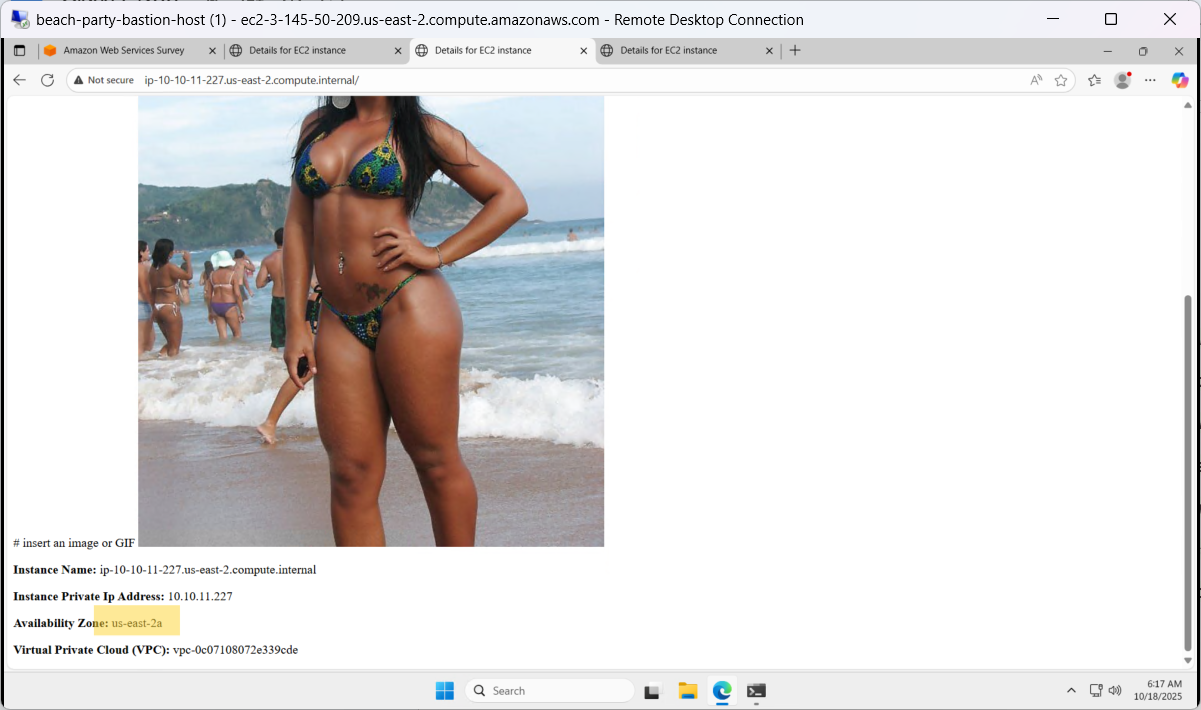 beach-party-bastion-host (1) - ec2-3-145-50-209.us-east-2.compute.amazonaws.com - Remote Desktop Connection
Amazon Web Services Survey
Details for EC2 instance
Details for EC2 instance
Details for EC2 instance
Not secure
ip-10-10-11-227.us-east-2.compute.internal/
# insert an image or GIF
Instance Name: ip-10-10-11-227.us-east-2.compute.internal
Instance Private Ip Address: 10.10.11.227
Availability Zone: us-east-2a
Virtual Private Cloud (VPC): vpc-0c07108072e339cde
Search
6:17 AM
10/18/2025